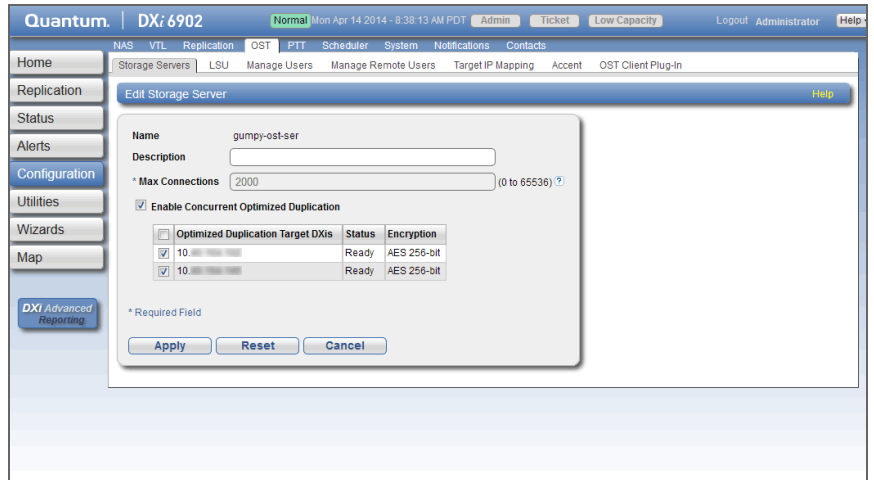 Quantum. DXi 6902 Normal Mon Apr 14 2014 - 8:38:13 AM PDT Admin Ticket Low Capacity Logout Administrator Help
NAS VTL Replication OST PTT Scheduler System Notifications Contacts
Storage Servers LSU Manage Users Manage Remote Users Target IP Mapping Accent OST Client Plug-In
Home
Replication
Status
Alerts
Configuration
Utilities
Wizards
Map
DXi Advanced
Reporting
Edit Storage Server Help
Name gumpy-ost-ser
Description
* Max Connections 2000 (0 to 65536) ?
Enable Concurrent Optimized Duplication
Optimized Duplication Target DXis Status Encryption
10. Ready AES 256-bit
10. Ready AES 256-bit
* Required Field
Apply Reset Cancel